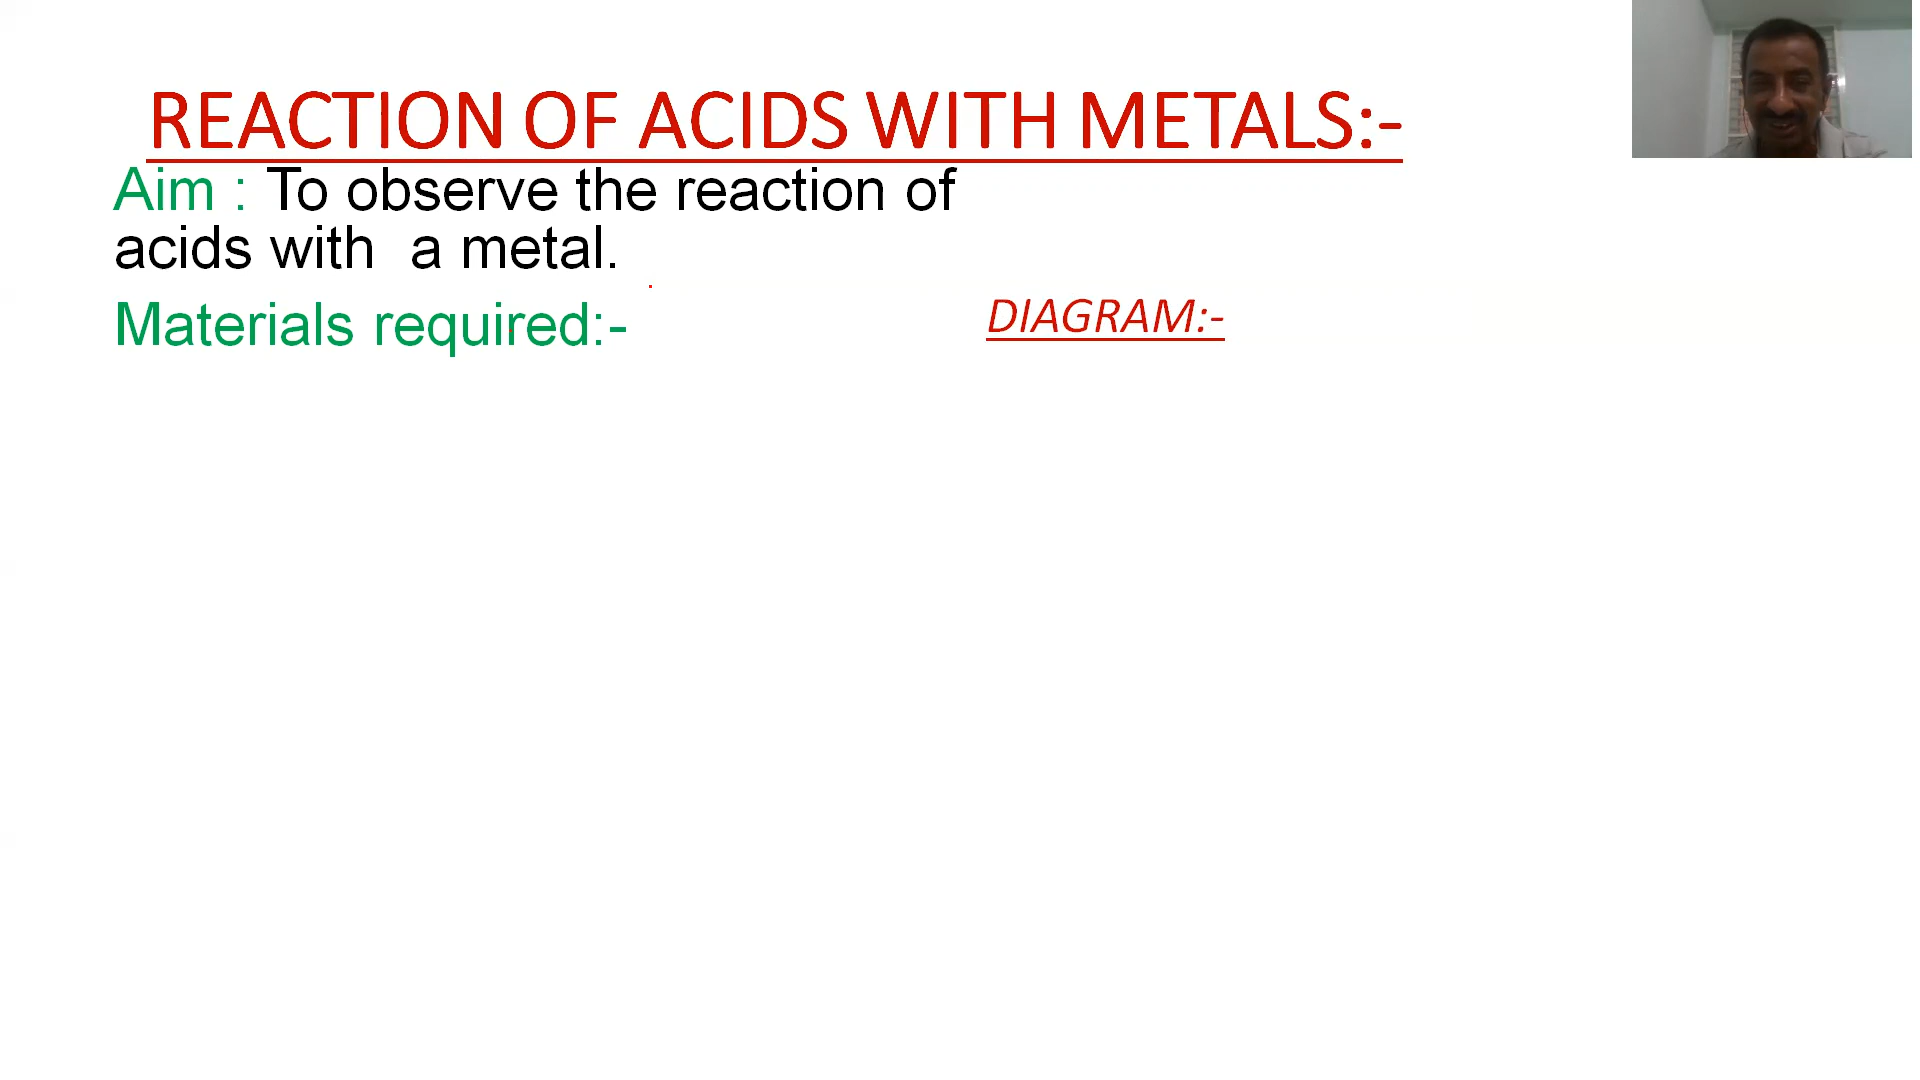 REACTION OF ACIDS WITH METALS:-
Aim : To observe the reaction of
acids with  a metal.
Materials required:-
DIAGRAM:-